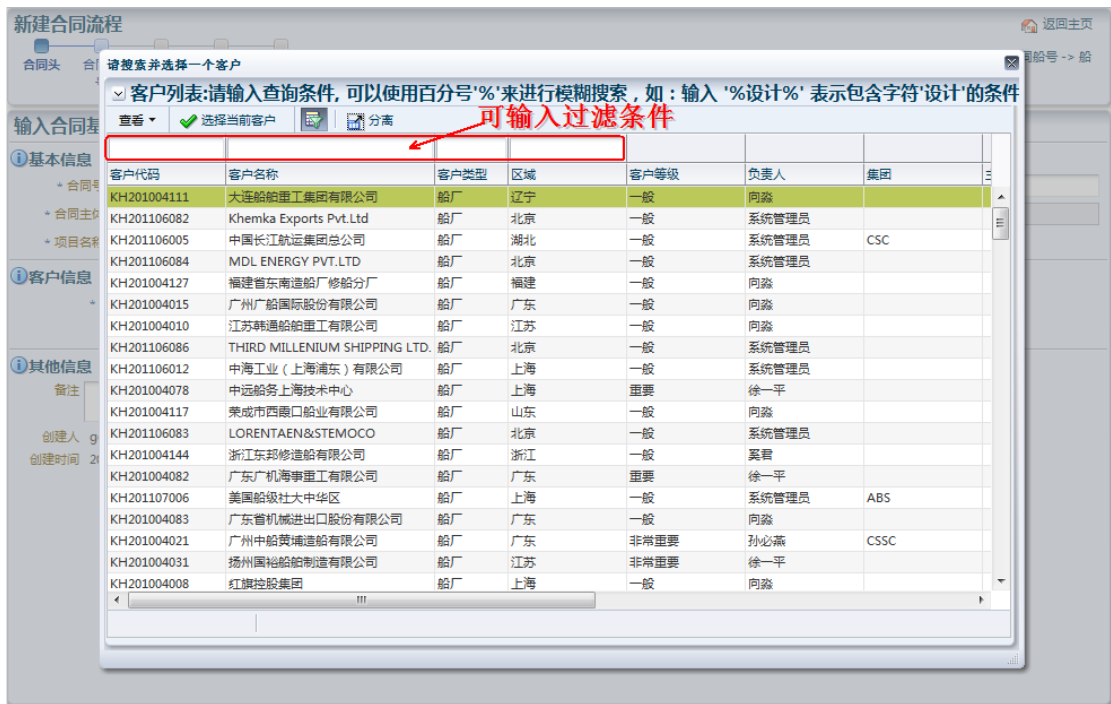 新建合同流程
返回主页
合同头
请搜索并选择一个客户
客户列表:请输入查询条件, 可以使用百分号'%'来进行模糊搜索，如：输入 '%设计%' 表示包含字符'设计'的条件
查看 选择当前客户 分离
可输入过滤条件
输入合同基
基本信息
* 合同号
* 合同主体
* 项目名称
客户信息
*
其他信息
备注
创建人 g
创建时间 20
司船号 -> 船
客户代码 客户名称 客户类型 区域 客户等级 负责人 集团
KH201004111 大连船舶重工集团有限公司 船厂 辽宁 一般 向淼
KH201106082 Khemka Exports Pvt.Ltd 船厂 北京 一般 系统管理员
KH201106005 中国长江航运集团总公司 船厂 湖北 一般 系统管理员 CSC
KH201106084 MDL ENERGY PVT.LTD 船厂 北京 一般 系统管理员
KH201004127 福建省东南造船厂修船分厂 船厂 福建 一般 向淼
KH201004015 广州广船国际股份有限公司 船厂 广东 一般 向淼
KH201004010 江苏韩通船舶重工有限公司 船厂 江苏 一般 向淼
KH201106086 THIRD MILLENIUM SHIPPING LTD. 船厂 北京 一般 系统管理员
KH201106012 中海工业（上海浦东）有限公司 船厂 上海 一般 系统管理员
KH201004078 中远船务上海技术中心 船厂 上海 重要 徐一平
KH201004117 荣成市西霞口船业有限公司 船厂 山东 一般 向淼
KH201106083 LORENTAEN&STEMOCO 船厂 北京 一般 系统管理员
KH201004144 浙江东邦修造船有限公司 船厂 浙江 一般 奚君
KH201004082 广东广机海事重工有限公司 船厂 广东 重要 徐一平
KH201107006 美国船级社大中华区 船厂 上海 一般 系统管理员 ABS
KH201004083 广东省机械进出口股份有限公司 船厂 广东 一般 向淼
KH201004021 广州中船黄埔造船有限公司 船厂 广东 非常重要 孙必燕 CSSC
KH201004031 扬州国裕船舶制造有限公司 船厂 江苏 非常重要 徐一平
KH201004008 红旗控股集团 船厂 上海 一般 向淼